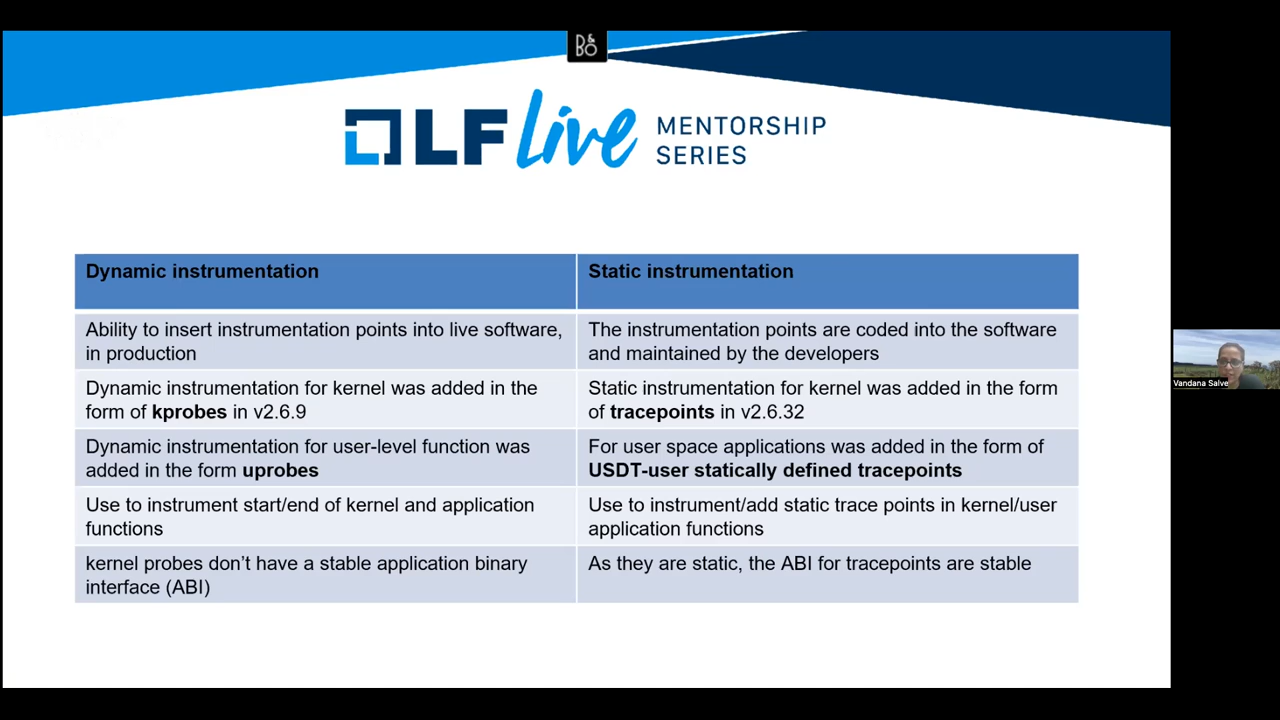 B&O
LF live MENTORSHIP
SERIES
Dynamic instrumentation
Static instrumentation
Ability to insert instrumentation points into live software,
in production
The instrumentation points are coded into the software
and maintained by the developers
Dynamic instrumentation for kernel was added in the
form of kprobes in v2.6.9
Static instrumentation for kernel was added in the form
of tracepoints in v2.6.32
Dynamic instrumentation for user-level function was
added in the form uprobes
For user space applications was added in the form of
USDT-user statically defined tracepoints
Use to instrument start/end of kernel and application
functions
Use to instrument/add static trace points in kernel/user
application functions
kernel probes don’t have a stable application binary
interface (ABI)
As they are static, the ABI for tracepoints are stable
Vandana Salve